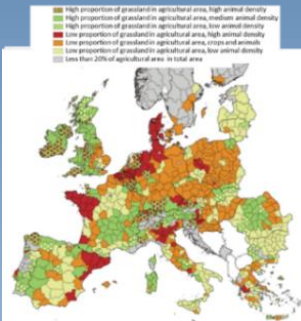 High proportion of grassland in agricultural area, high animal density
High proportion of grassland in agricultural area, medium animal density
High proportion of grassland in agricultural area, low animal density
Low proportion of grassland in agricultural area, high animal density
Low proportion of grassland in agricultural area, crops and animals
Low proportion of grassland in agricultural area, low animal density
Less than 20% of agricultural area in total area